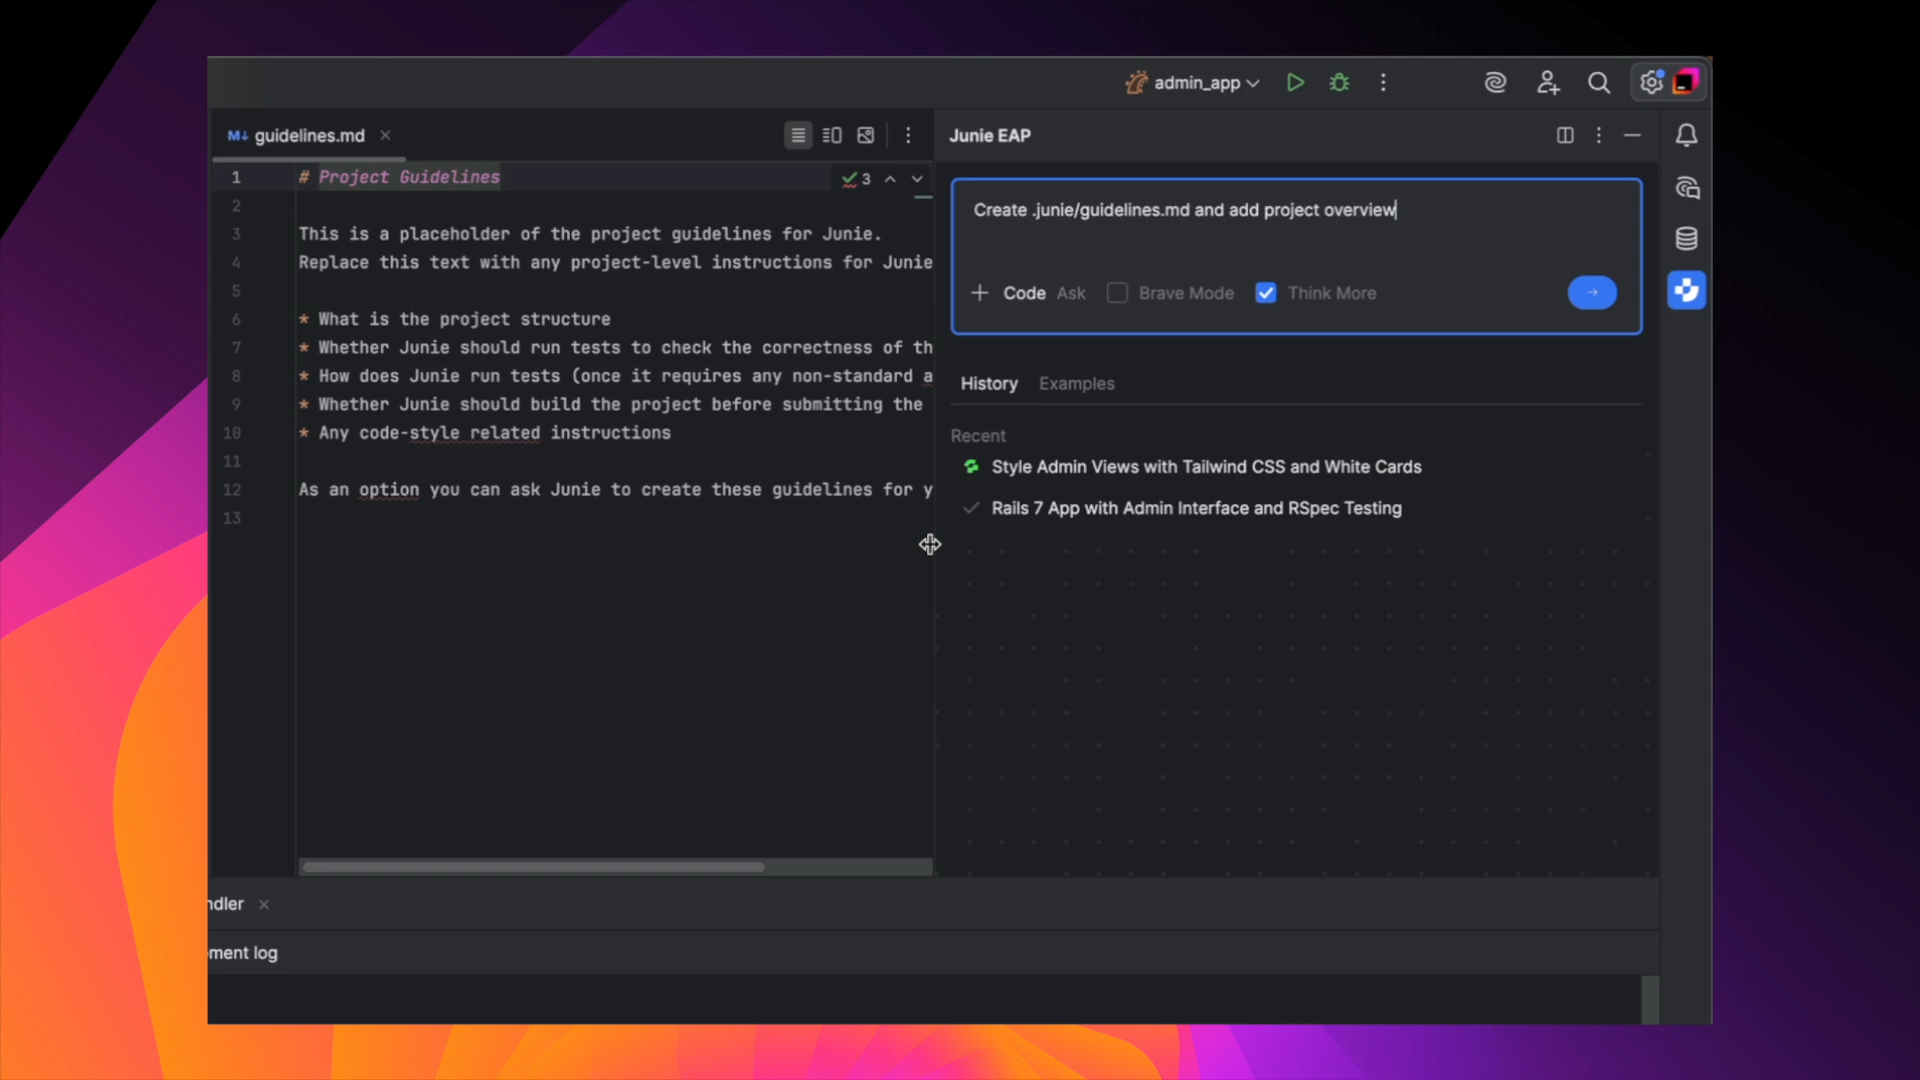 admin_app
M↓ guidelines.md
Junie EAP
1 # Project Guidelines
3
2
3 This is a placeholder of the project guidelines for Junie.
4 Replace this text with any project-level instructions for Junie
5
6 * What is the project structure
7 * Whether Junie should run tests to check the correctness of th
8 * How does Junie run tests (once it requires any non-standard a
9 * Whether Junie should build the project before submitting the
10 * Any code-style related instructions
11
12 As an option you can ask Junie to create these guidelines for y
13
Create .junie/guidelines.md and add project overview
Code Ask Brave Mode Think More
History Examples
Recent
Style Admin Views with Tailwind CSS and White Cards
Rails 7 App with Admin Interface and RSpec Testing
ndler
ment log